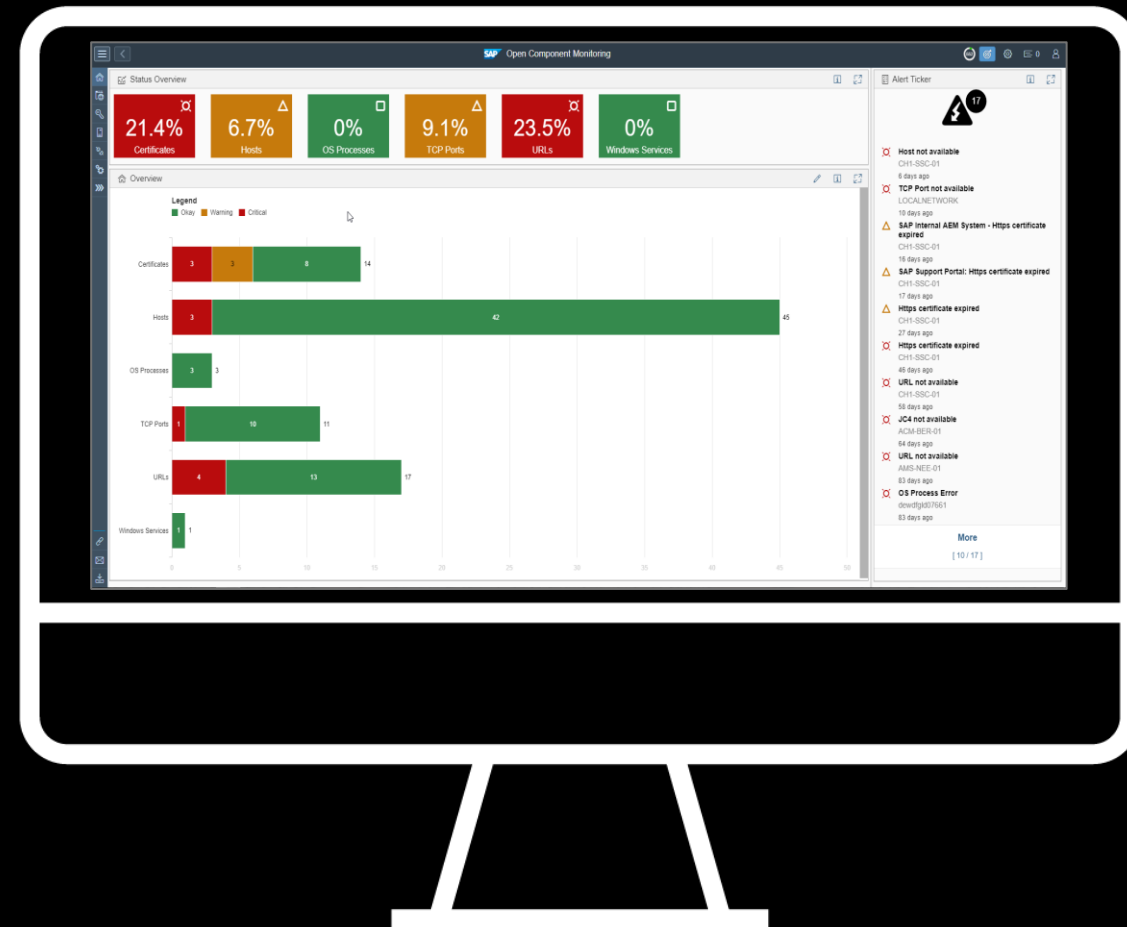 SAP Open Component Monitoring
0
Status Overview
21.4%
Certificates
6.7%
Hosts
0%
OS Processes
9.1%
TCP Ports
23.5%
URLs
0%
Windows Services
Overview
Legend
Okay Warning Critical
Certificates 3 3 8 14
Hosts 3 42 45
OS Processes 3 3
TCP Ports 1 10 11
URLs 4 13 17
Windows Services 1 1
0 5 10 15 20 25 30 35 40 45 50
Alert Ticker
17
Host not available
CH1-SSC-01
6 days ago
TCP Port not available
LOCALNETWORK
10 days ago
SAP Internal AEM System - Https certificate
expired
CH1-SSC-01
16 days ago
SAP Support Portal: Https certificate expired
CH1-SSC-01
17 days ago
Https certificate expired
CH1-SSC-01
27 days ago
Https certificate expired
CH1-SSC-01
46 days ago
URL not available
CH1-SSC-01
58 days ago
JC4 not available
ACM-BER-01
64 days ago
URL not available
AMS-NEE-01
83 days ago
OS Process Error
83 days ago
More
[ 10 / 17 ]